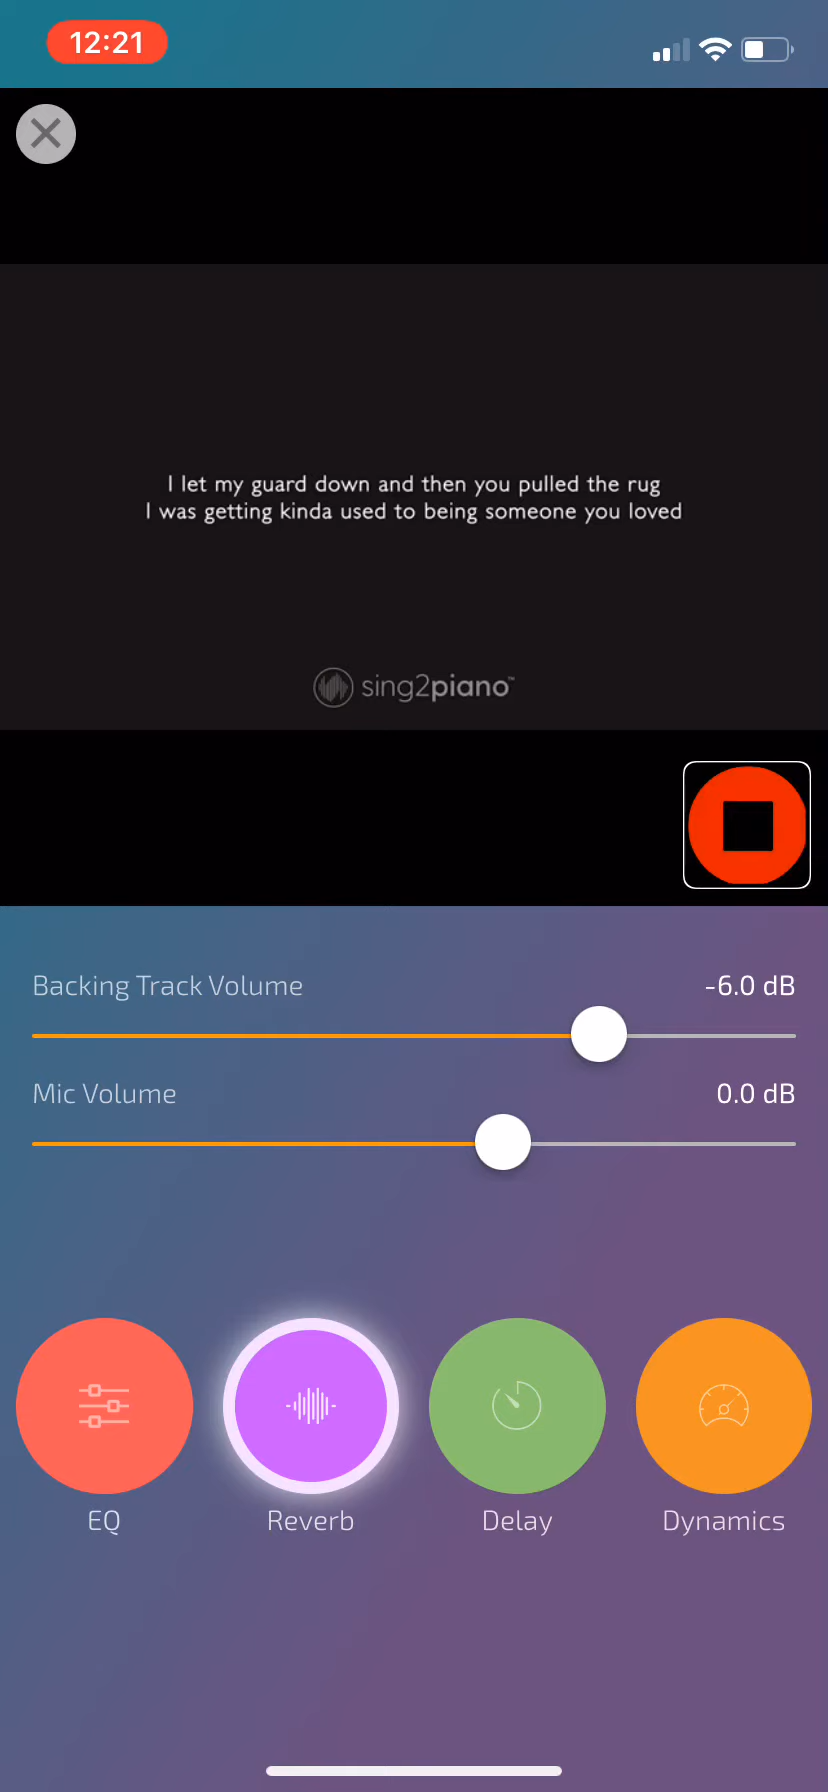 12:21
I let my guard down and then you pulled the rug
I was getting kinda used to being someone you loved
sing2piano™
Backing Track Volume
-6.0 dB
Mic Volume
0.0 dB
EQ
Reverb
Delay
Dynamics